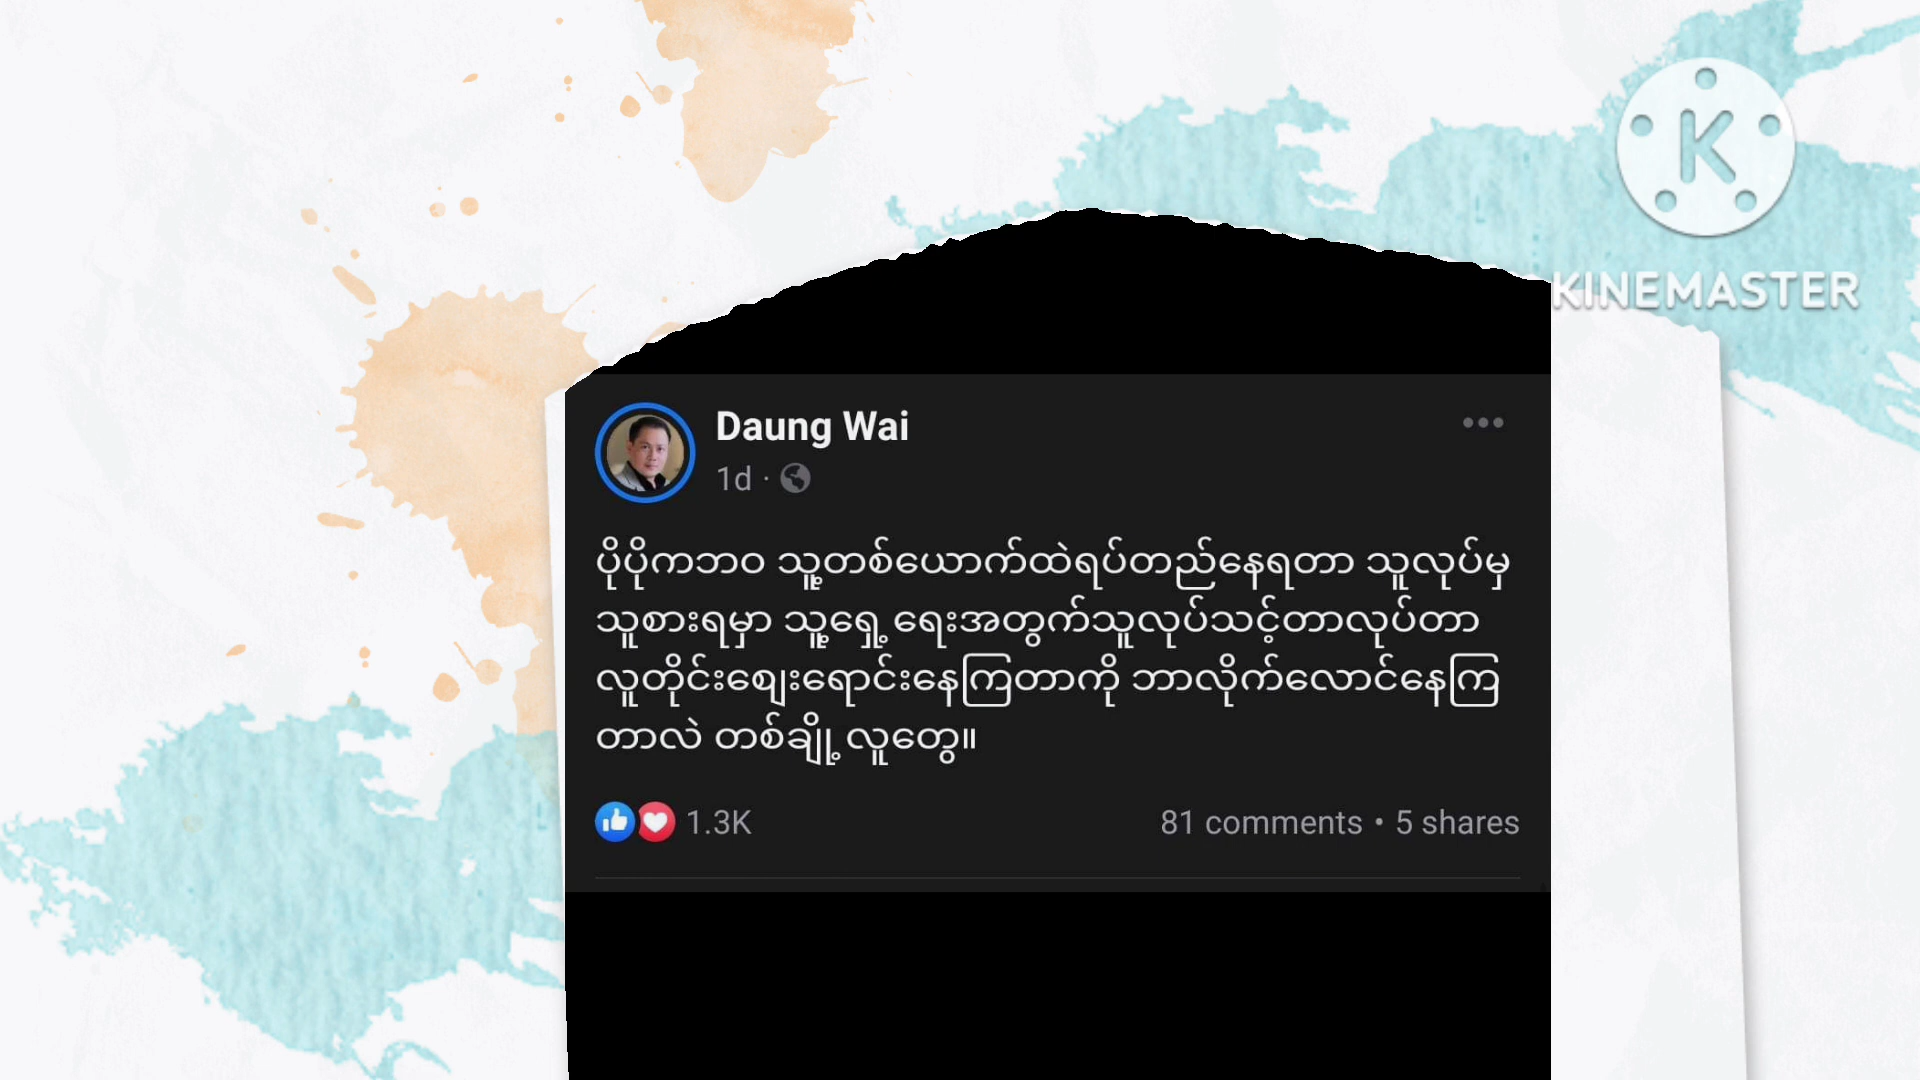 K
KINEMASTER
Daung Wai
1d ·
ပိုပိုကဘဝ သူ့တစ်ယောက်ထဲရပ်တည်နေရတာ သူလုပ်မှ
သူစားရမှာ သူ့ရှေ့ရေးအတွက်သူလုပ်သင့်တာလုပ်တာ
လူတိုင်းစျေးရောင်းနေကြတာကို ဘာလိုက်လောင်နေကြ
တာလဲ တစ်ချို့လူတွေ။
1.3K
81 comments • 5 shares